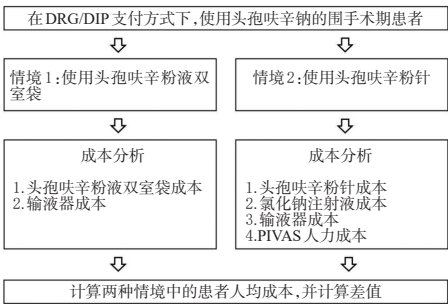 在DRG/DIP支付方式下,使用头孢呋辛钠的围手术期患者
情境1:使用头孢呋辛粉液双
室袋
情境2:使用头孢呋辛粉针
成本分析
1.头孢呋辛粉液双室袋成本
2.输液器成本
成本分析
1.头孢呋辛粉针成本
2.氯化钠注射液成本
3.输液器成本
4.PIVAS人力成本
计算两种情境中的患者人均成本,并计算差值